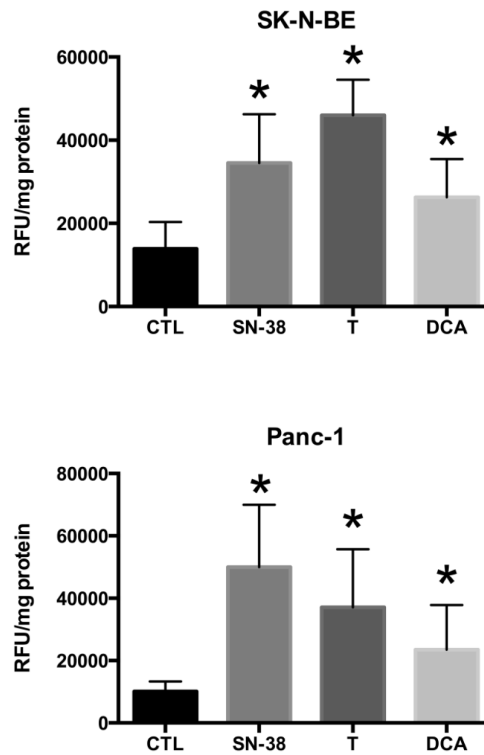 SK-N-BE
60000
*
*
*
40000
20000
0
RFU/mg protein
CTL SN-38 T DCA
Panc-1
80000
*
*
*
60000
40000
20000
0
RFU/mg protein
CTL SN-38 T DCA